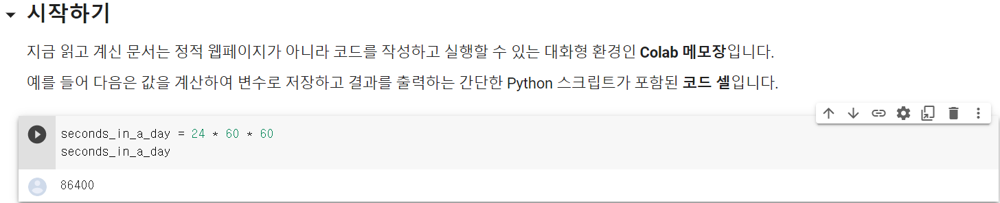 시작하기
지금 읽고 계신 문서는 정적 웹페이지가 아니라 코드를 작성하고 실행할 수 있는 대화형 환경인 Colab 메모장입니다.
예를 들어 다음은 값을 계산하여 변수로 저장하고 결과를 출력하는 간단한 Python 스크립트가 포함된 코드 셀입니다.
seconds_in_a_day = 24 * 60 * 60
seconds_in_a_day
86400